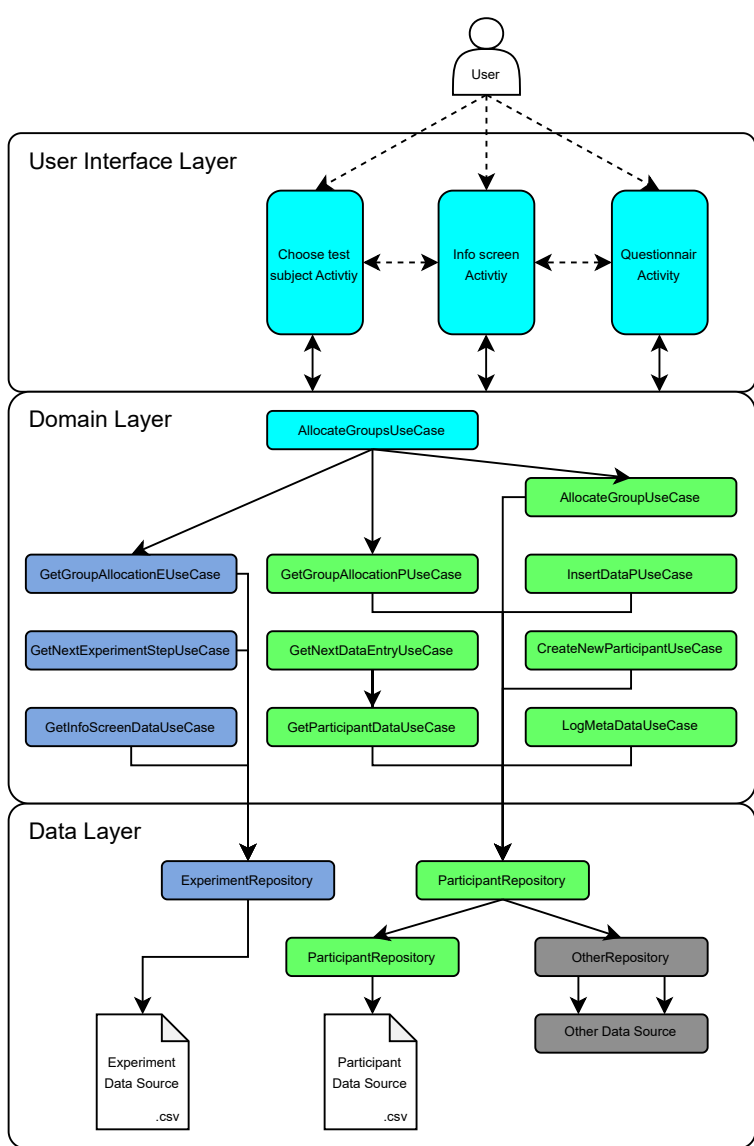 User
User Interface Layer
Choose test
subject Activtiy
Info screen
Activtiy
Questionnair
Activity
Domain Layer
AllocateGroupsUseCase
AllocateGroupUseCase
GetGroupAllocationEUseCase
GetGroupAllocationPUseCase
InsertDataPUseCase
GetNextExperimentStepUseCase
GetNextDataEntryUseCase
CreateNewParticipantUseCase
GetInfoScreenDataUseCase
GetParticipantDataUseCase
LogMetaDataUseCase
Data Layer
ExperimentRepository
ParticipantRepository
ParticipantRepository
OtherRepository
Other Data Source
Experiment
Data Source
.csv
Participant
Data Source
.csv